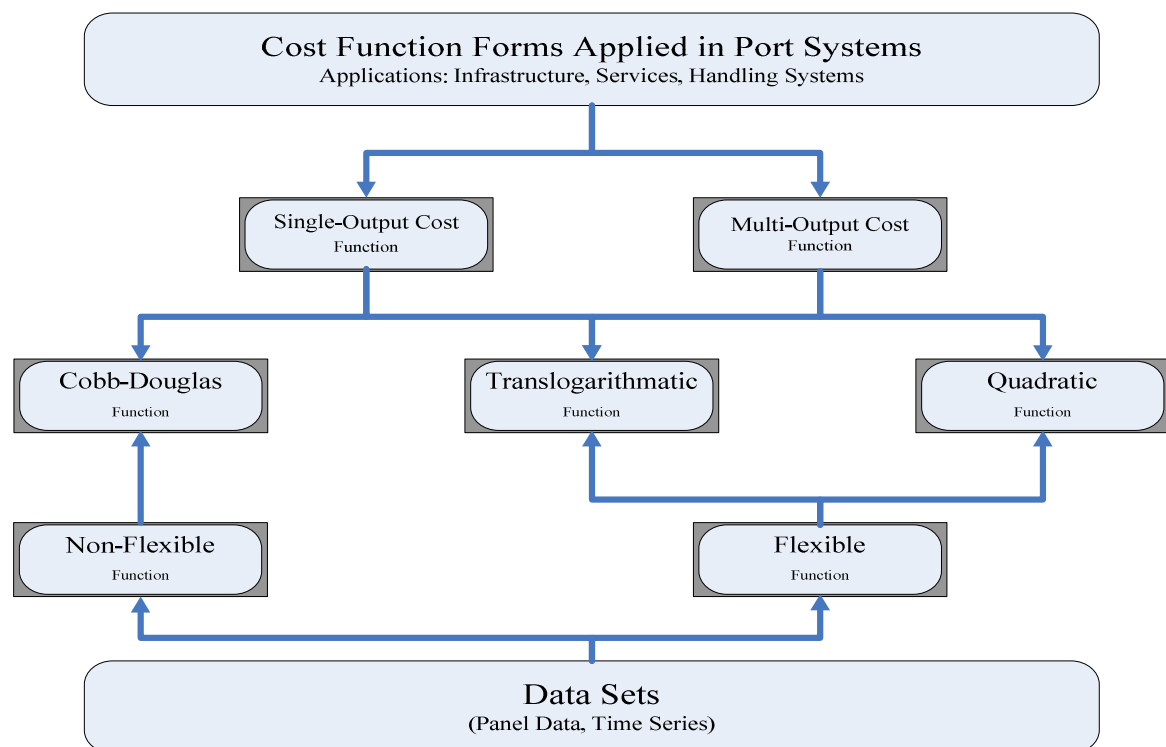 Cost Function Forms Applied in Port Systems
Applications: Infrastructure, Services, Handling Systems
Single-Output Cost
Function
Multi-Output Cost
Function
Cobb-Douglas
Function
Translogarithmatic
Function
Quadratic
Function
Non-Flexible
Function
Flexible
Function
Data Sets
(Panel Data, Time Series)